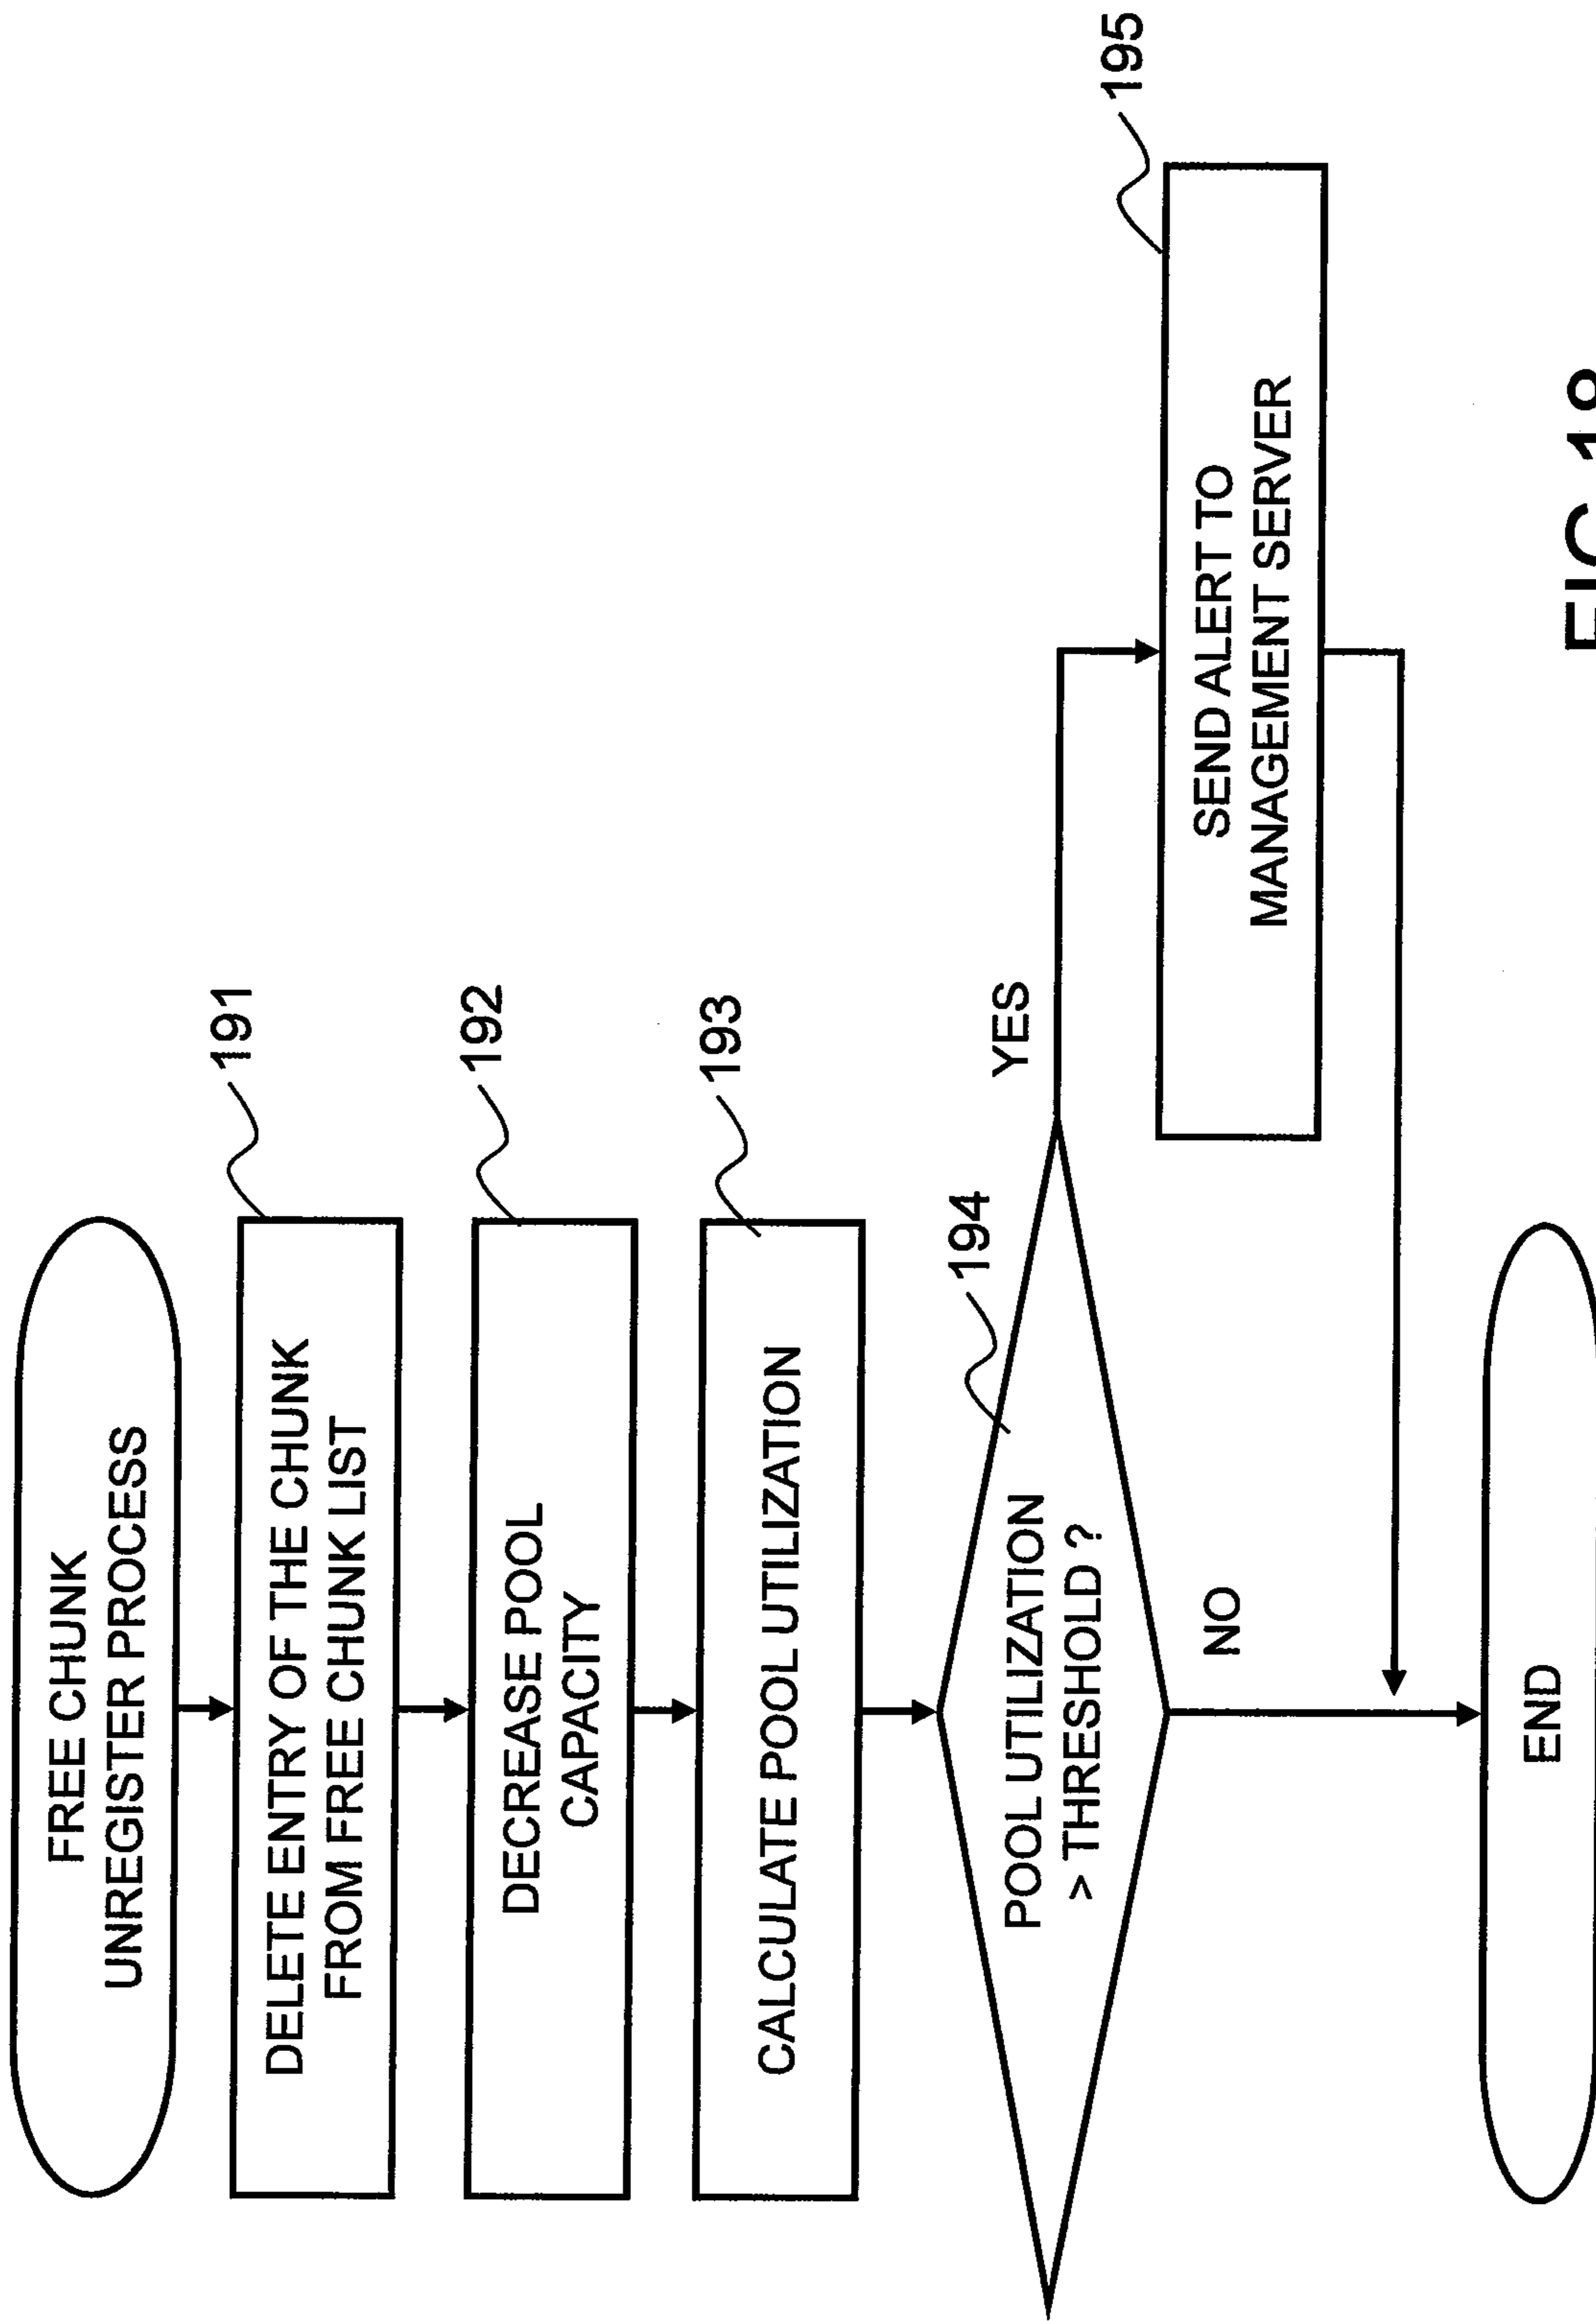 FREE CHUNK
UNREGISTER PROCESS
191
DELETE ENTRY OF THE CHUNK
FROM FREE CHUNK LIST
192
DECREASE POOL
CAPACITY
193
CALCULATE POOL UTILIZATION
194
POOL UTILIZATION
> THRESHOLD ?
YES
195
SEND ALERT TO
MANAGEMENT SERVER
NO
END